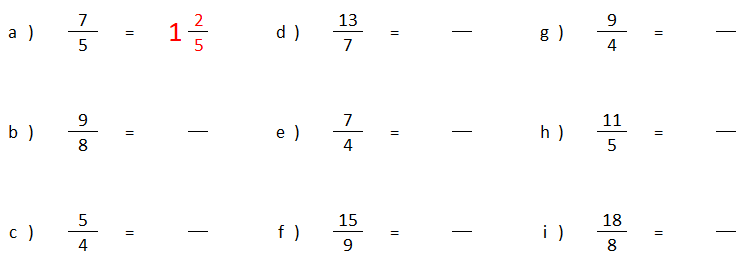 a ) 7/5 = 1 2/5 d ) 13/7 = — g ) 9/4 = —
b ) 9/8 = — e ) 7/4 = — h ) 11/5 = —
c ) 5/4 = — f ) 15/9 = — i ) 18/8 = —